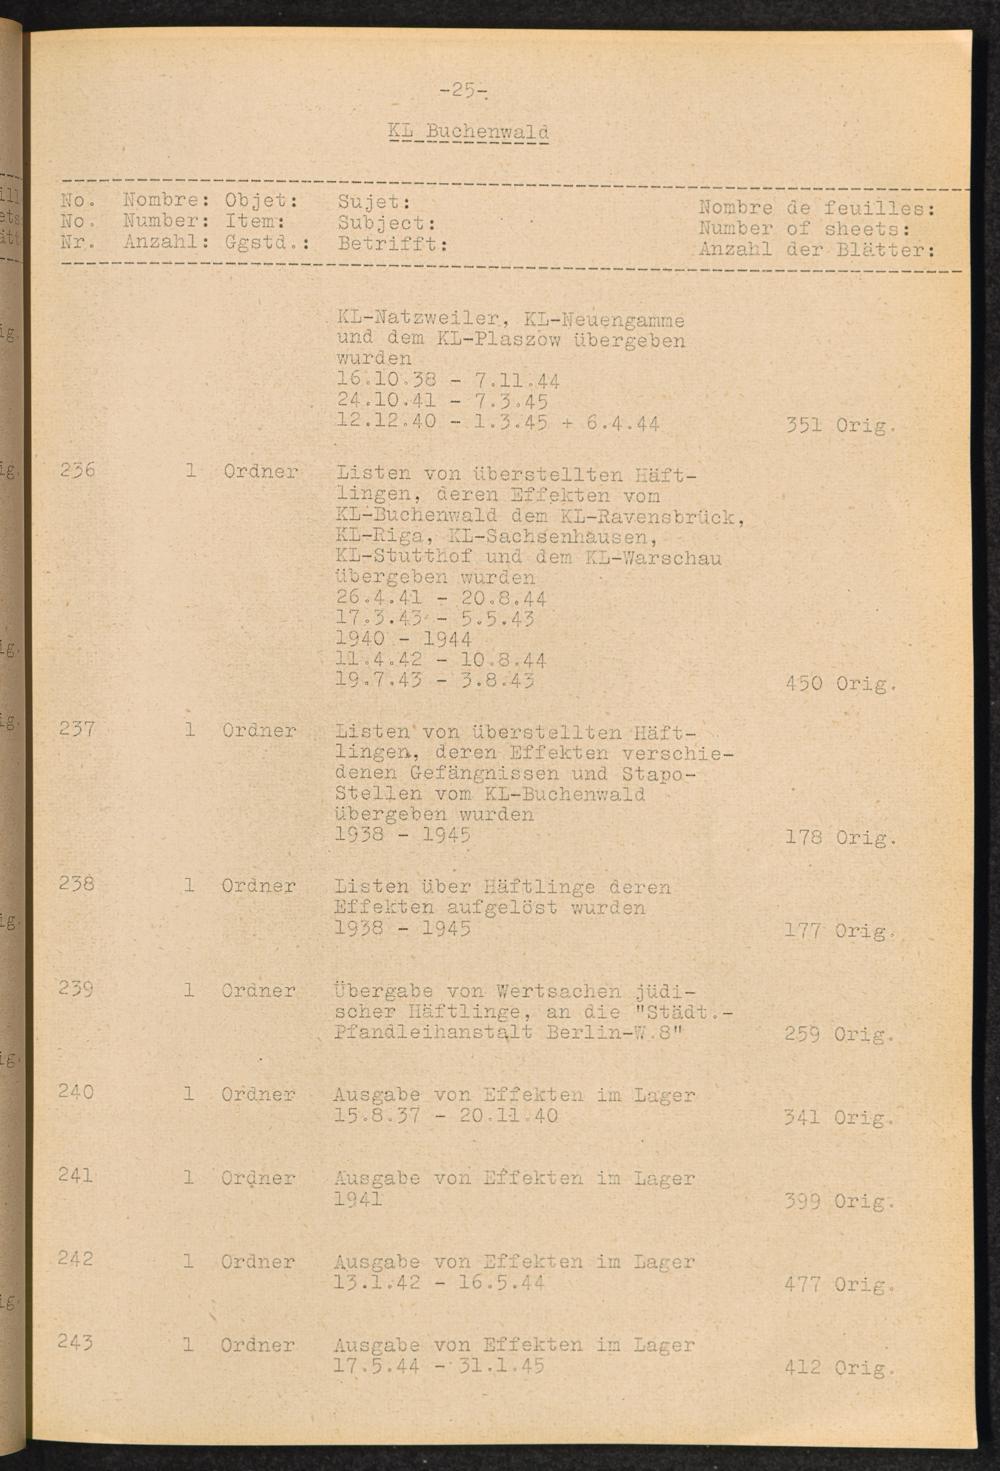 -25-
KL Buchenwald
No. Nombre: Objet: Sujet: Nombre de feuilles:
No. Number: Item: Subject: Number of sheets:
Nr. Anzahl: Ggstd.: Betrifft: Anzahl der Blätter:
KL-Natzweiler, KL-Neuengamme
und dem KL-Plaszow übergeben
wurden
16.10.38 - 7.11.44
24.10.41 - 7.3.45
12.12.40 - 1.3.45 + 6.4.44 351 Orig.
236 1 Ordner Listen von überstellten Häft-
lingen, deren Effekten vom
KL-Buchenwald dem KL-Ravensbrück,
KL-Riga, KL-Sachsenhausen,
KL-Stutthof und dem KL-Warschau
übergeben wurden
26.4.41 - 20.8.44
17.3.43 - 5.5.43
1940 - 1944
11.4.42 - 10.8.44
19.7.43 - 3.8.43 450 Orig.
237 1 Ordner Listen von überstellten Häft-
lingen, deren Effekten verschie-
denen Gefängnissen und Stapo-
Stellen vom KL-Buchenwald
übergeben wurden
1938 - 1945 178 Orig.
238 1 Ordner Listen über Häftlinge deren
Effekten aufgelöst wurden
1938 - 1945 177 Orig.
239 1 Ordner Übergabe von Wertsachen jüdi-
scher Häftlinge, an die "Städt.-
Pfandleihanstalt Berlin-W.8" 259 Orig.
240 1 Ordner Ausgabe von Effekten im Lager
15.8.37 - 20.11.40 341 Orig.
241 1 Ordner Ausgabe von Effekten im Lager
1941 399 Orig.
242 1 Ordner Ausgabe von Effekten im Lager
13.1.42 - 16.5.44 477 Orig.
243 1 Ordner Ausgabe von Effekten im Lager
17.5.44 - 31.1.45 412 Orig.